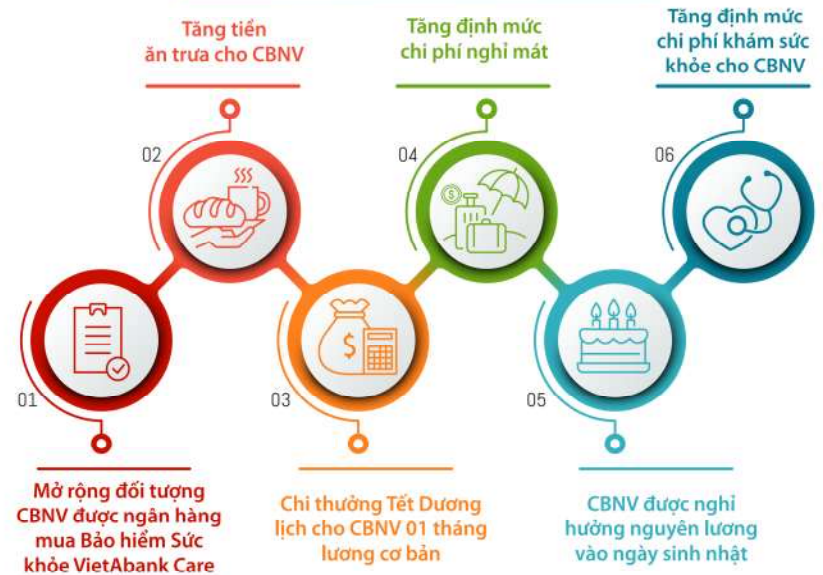 01
Mở rộng đối tượng
CBNV được ngân hàng
mua Bảo hiểm Sức
khỏe VietAbank Care
02
Tăng tiền
ăn trưa cho CBNV
03
Chi thưởng Tết Dương
lịch cho CBNV 01 tháng
lương cơ bản
04
Tăng định mức
chi phí nghỉ mát
05
CBNV được nghỉ
hưởng nguyên lương
vào ngày sinh nhật
06
Tăng định mức
chi phí khám sức
khỏe cho CBNV
$
$